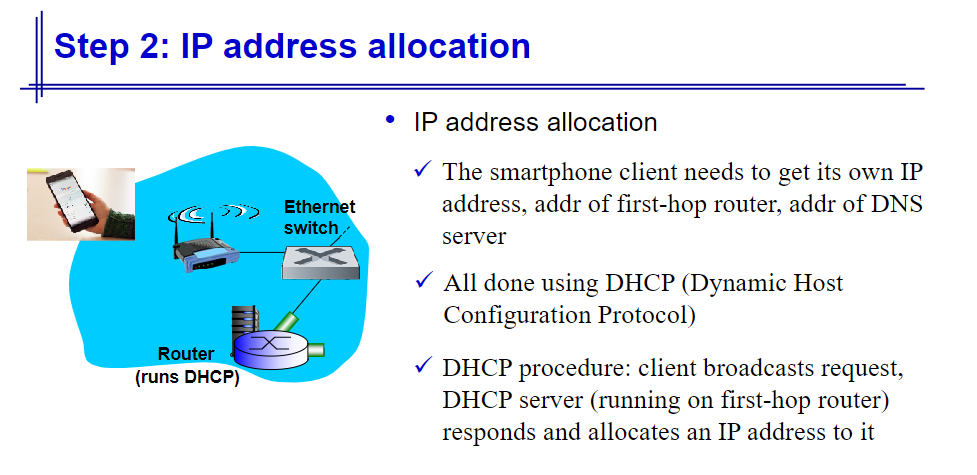 Step 2: IP address allocation
Ethernet
switch
Router
(runs DHCP)
• IP address allocation
✓ The smartphone client needs to get its own IP
address, addr of first-hop router, addr of DNS
server
✓ All done using DHCP (Dynamic Host
Configuration Protocol)
✓ DHCP procedure: client broadcasts request,
DHCP server (running on first-hop router)
responds and allocates an IP address to it